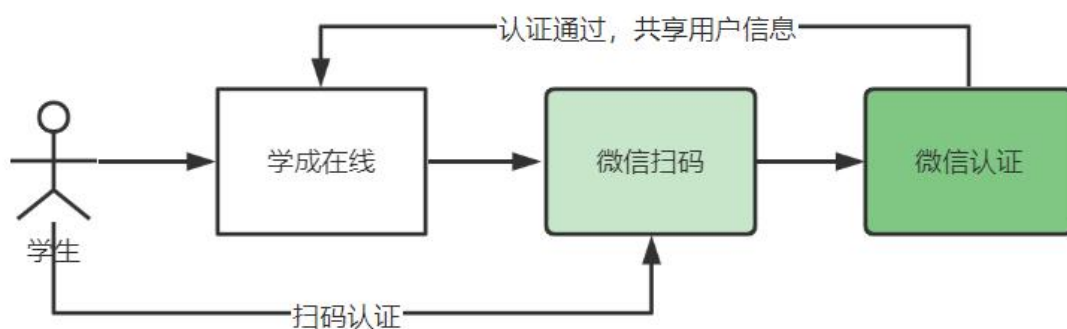 认证通过，共享用户信息
学成在线
微信扫码
微信认证
学生
扫码认证